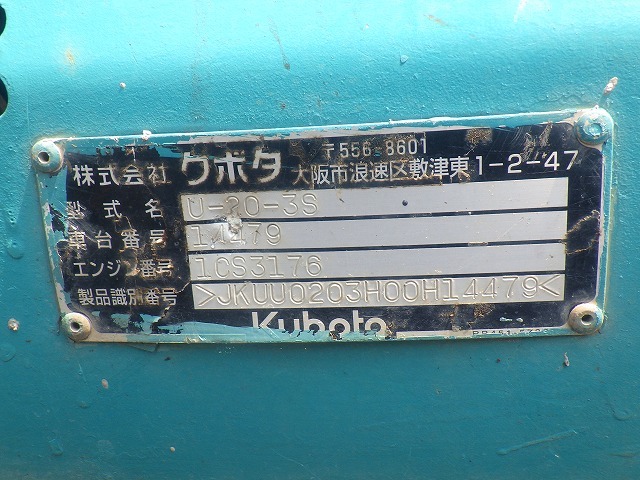 株式会社 クボタ 〒556-8601
大阪市浪速区敷津東1-2-47
型式名 U-20-3S
車台番号 14479
エンジン番号 1CS3176
製品識別番号 >JKUU0203H00H14479<
Kubota